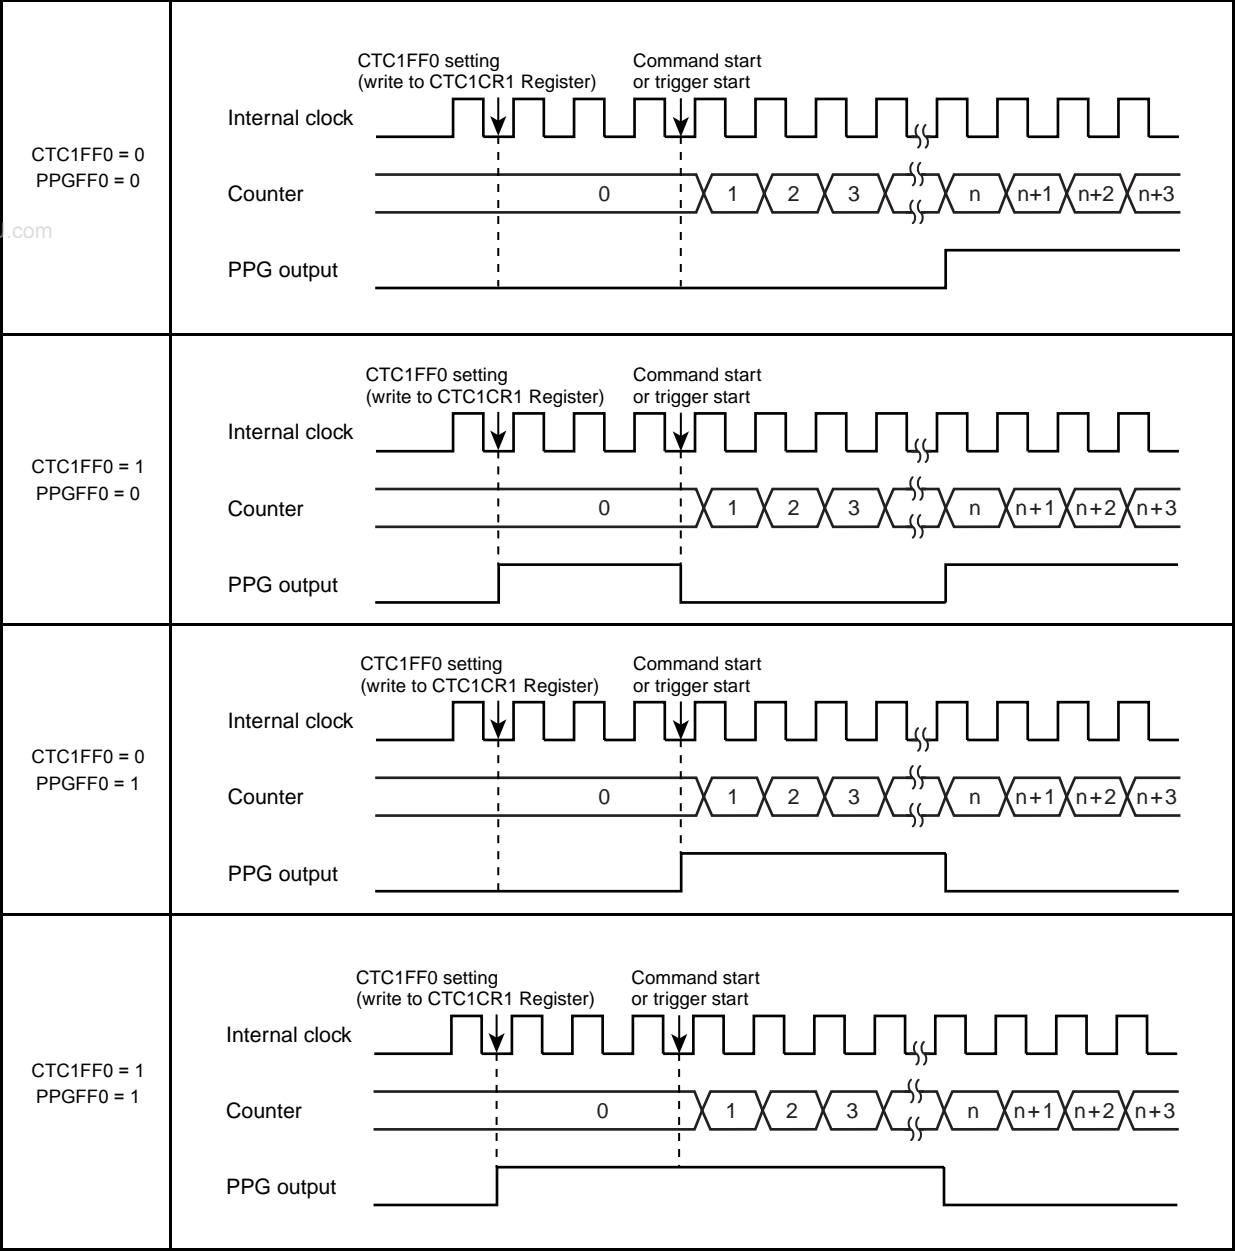 CTC1FF0 = 0
PPGFF0 = 0
CTC1FF0 setting
(write to CTC1CR1 Register)
Command start
or trigger start
Internal clock
Counter
0 1 2 3 n n+1 n+2 n+3
.com
PPG output
CTC1FF0 = 1
PPGFF0 = 0
CTC1FF0 setting
(write to CTC1CR1 Register)
Command start
or trigger start
Internal clock
Counter
0 1 2 3 n n+1 n+2 n+3
PPG output
CTC1FF0 = 0
PPGFF0 = 1
CTC1FF0 setting
(write to CTC1CR1 Register)
Command start
or trigger start
Internal clock
Counter
0 1 2 3 n n+1 n+2 n+3
PPG output
CTC1FF0 = 1
PPGFF0 = 1
CTC1FF0 setting
(write to CTC1CR1 Register)
Command start
or trigger start
Internal clock
Counter
0 1 2 3 n n+1 n+2 n+3
PPG output